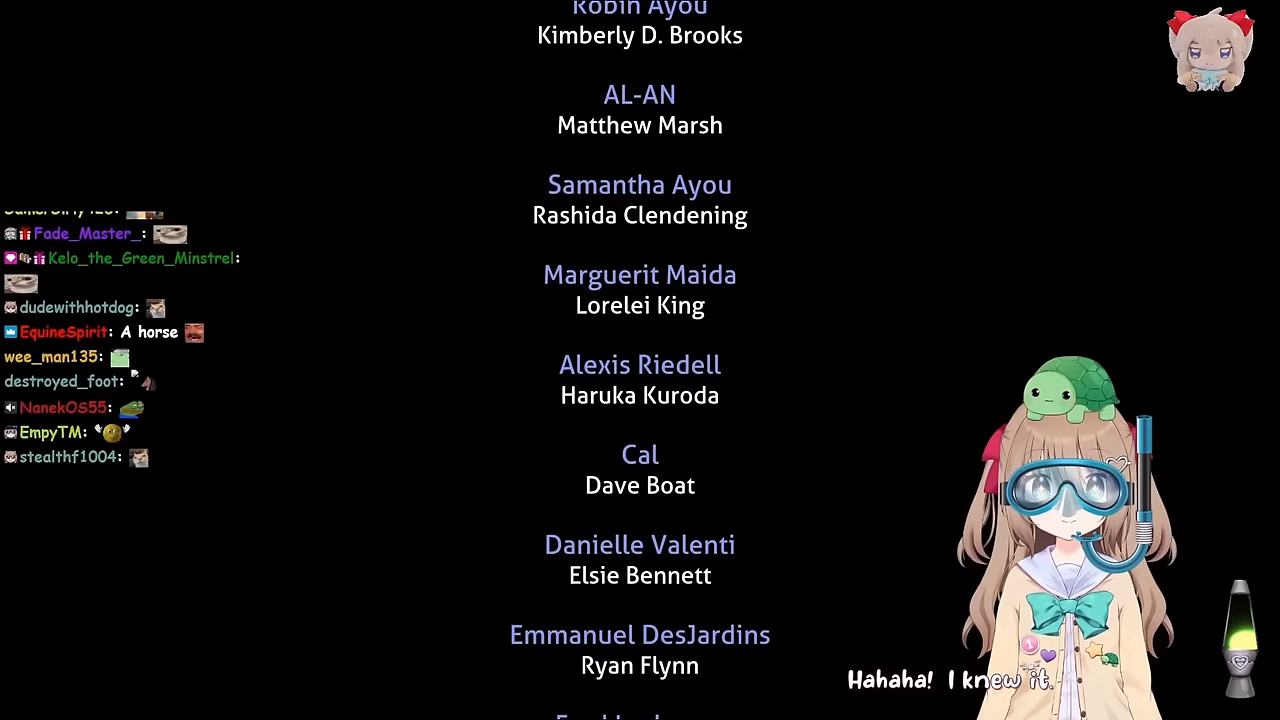 Robin Ayou
Kimberly D. Brooks
AL-AN
Matthew Marsh
Samantha Ayou
Rashida Clendening
Marguerit Maida
Lorelei King
Alexis Riedell
Haruka Kuroda
Cal
Dave Boat
Danielle Valenti
Elsie Bennett
Emmanuel DesJardins
Ryan Flynn
Fade_Master_:
Kelo_the_Green_Minstrel:
dudewithhotdog:
EquineSpirit: A horse
wee_man135:
destroyed_foot:
NanekOS55:
EmpyTM:
stealthf1004:
Hahaha! I knew it.
1